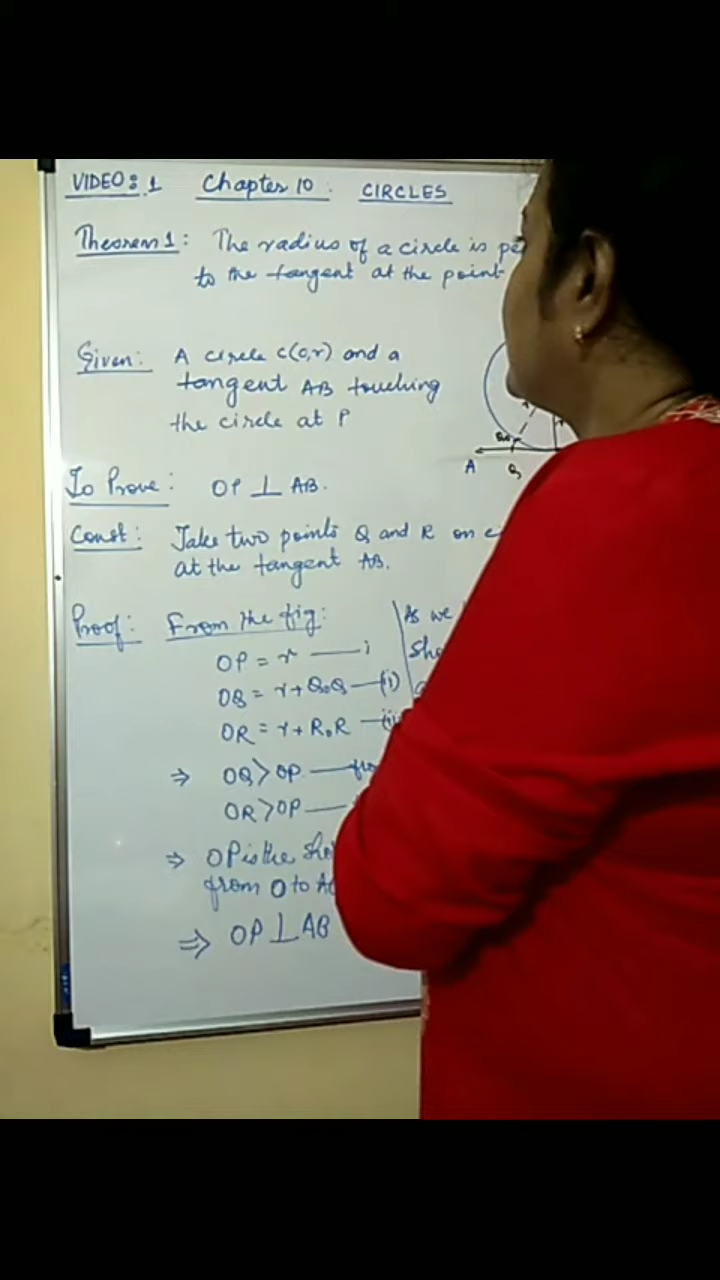 VIDEO: 1 Chapter 10 : CIRCLES
Theorem 1: The radius of a circle is pe
to the tangent at the point
Given: A circle C(O,r) and a
tangent AB touching
the circle at P
A Q
To Prove: OP ⊥ AB.
Const: Take two points Q and R on
at the tangent AB.
Proof: From the fig:
OP = r — i
OQ = r + Q₀Q — (i)
OR = r + R₀R —
⇒ OQ > OP —
OR > OP —
As we
⇒ OP is the Sho
from O to
⇒ OP ⊥ AB